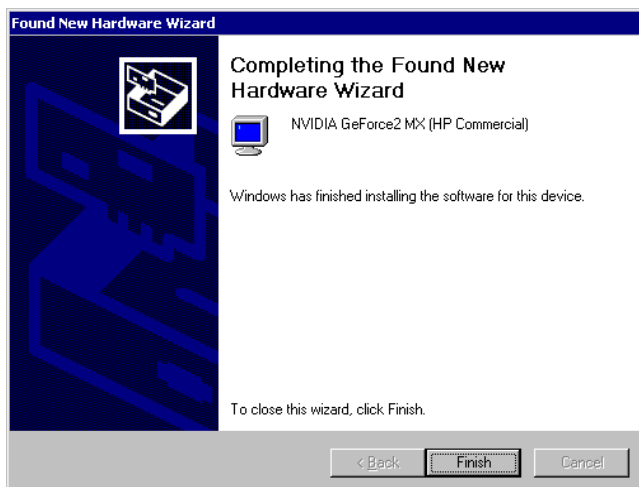 Found New Hardware Wizard
Completing the Found New
Hardware Wizard
NVIDIA GeForce2 MX (HP Commercial)
Windows has finished installing the software for this device.
To close this wizard, click Finish.
< Back
Finish
Cancel